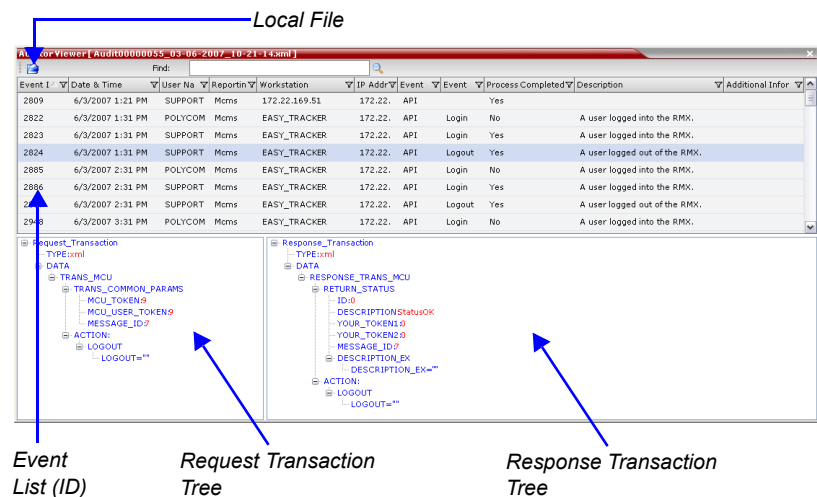 Local File
Auditor Viewer [ Audit00000055_03-06-2007_10-21-14.xml ]
Find:
Event I Date & Time User Na Reportin Workstation IP Addr Event Event Process Completed Description Additional Infor
2809 6/3/2007 1:21 PM SUPPORT Mcms 172.22.169.51 172.22. API Yes
2822 6/3/2007 1:31 PM POLYCOM Mcms EASY_TRACKER 172.22. API Login No A user logged into the RMX.
2823 6/3/2007 1:31 PM SUPPORT Mcms EASY_TRACKER 172.22. API Login Yes A user logged into the RMX.
2824 6/3/2007 1:31 PM SUPPORT Mcms EASY_TRACKER 172.22. API Logout Yes A user logged out of the RMX.
2885 6/3/2007 2:31 PM POLYCOM Mcms EASY_TRACKER 172.22. API Login No A user logged into the RMX.
2886 6/3/2007 2:31 PM SUPPORT Mcms EASY_TRACKER 172.22. API Login Yes A user logged into the RMX.
6/3/2007 2:31 PM SUPPORT Mcms EASY_TRACKER 172.22. API Logout Yes A user logged out of the RMX.
2948 6/3/2007 3:31 PM POLYCOM Mcms EASY_TRACKER 172.22. API Login No A user logged into the RMX.
Request_Transaction
TYPE:xml
DATA
TRANS_MCU
TRANS_COMMON_PARAMS
MCU_TOKEN:9
MCU_USER_TOKEN:9
MESSAGE_ID:7
ACTION:
LOGOUT
LOGOUT=""
Response_Transaction
TYPE:xml
DATA
RESPONSE_TRANS_MCU
RETURN_STATUS
ID:0
DESCRIPTION:StatusOK
YOUR_TOKEN1:0
YOUR_TOKEN2:0
MESSAGE_ID:7
DESCRIPTION_EX
DESCRIPTION_EX=""
ACTION:
LOGOUT
LOGOUT=""
Event
List (ID)
Request Transaction
Tree
Response Transaction
Tree